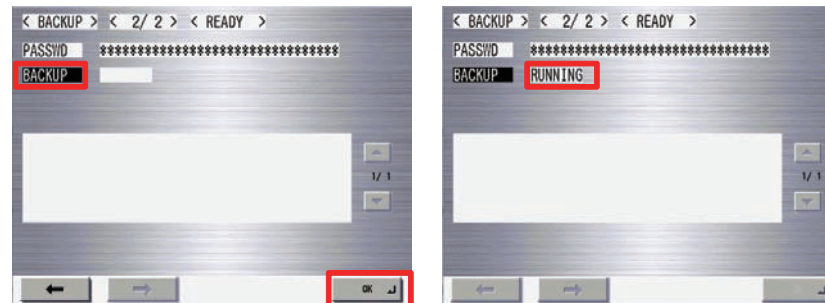 < BACKUP > < 2/ 2 > < READY >
PASSWD ********************************
BACKUP
1/ 1
OK
< BACKUP > < 2/ 2 > < READY >
PASSWD ********************************
BACKUP RUNNING
1/ 1